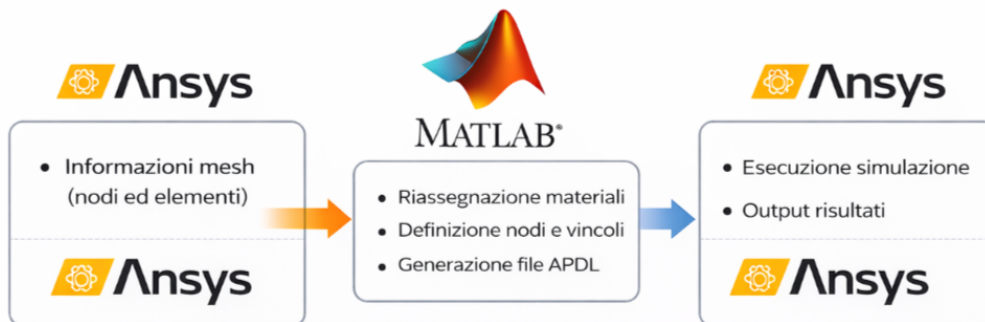 Ansys
• Informazioni mesh
(nodi ed elementi)
Ansys
MATLAB®
• Riassegnazione materiali
• Definizione nodi e vincoli
• Generazione file APDL
Ansys
• Esecuzione simulazione
• Output risultati
Ansys